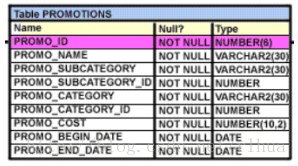 Table PROMOTIONS
Name Null? Type
PROMO_ID NOT NULL NUMBER(6)
PROMO_NAME NOT NULL VARCHAR2(30)
PROMO_SUBCATEGORY NOT NULL VARCHAR2(30)
PROMO_SUBCATEGORY_ID NOT NULL NUMBER
PROMO_CATEGORY NOT NULL VARCHAR2(30)
PROMO_CATEGORY_ID NOT NULL NUMBER
PROMO_COST NOT NULL NUMBER(10,2)
PROMO_BEGIN_DATE NOT NULL DATE
PROMO_END_DATE NOT NULL DATE